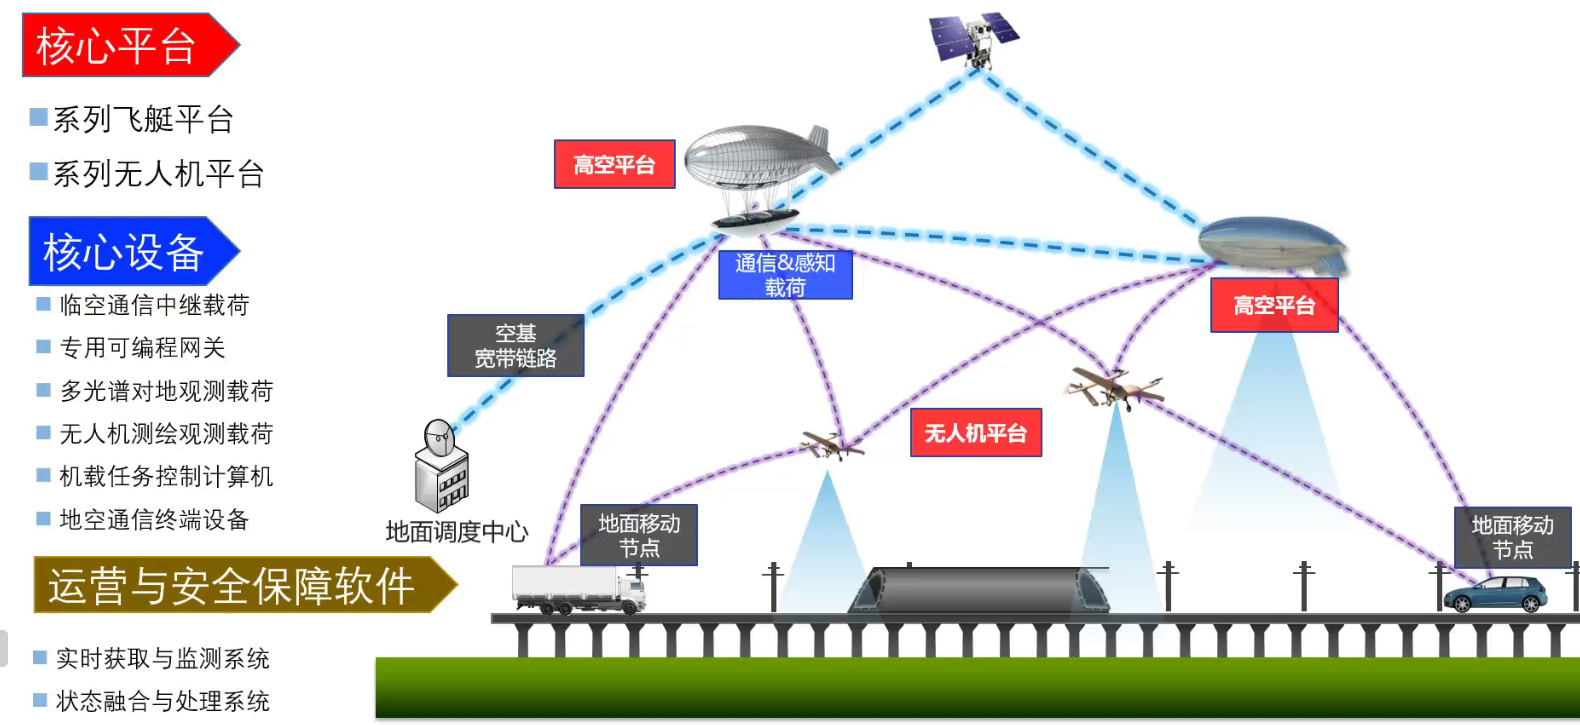 核心平台
系列飞艇平台
系列无人机平台
核心设备
临空通信中继载荷
专用可编程网关
多光谱对地观测载荷
无人机测绘观测载荷
机载任务控制计算机
地空通信终端设备
运营与安全保障软件
实时获取与监测系统
状态融合与处理系统
高空平台
通信&感知
载荷
高空平台
空基
宽带链路
无人机平台
地面调度中心
地面移动
节点
地面移动
节点